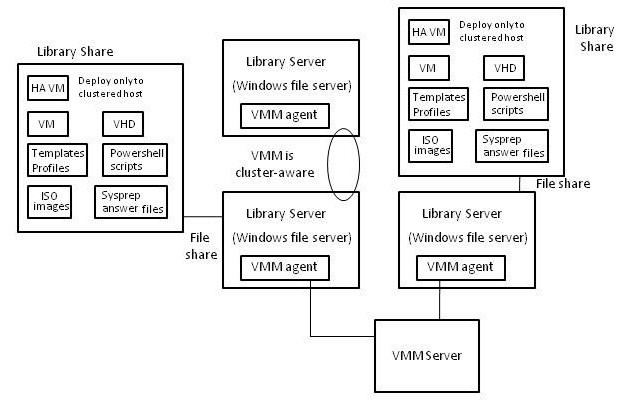 Library Share
HA VM
Deploy only to
clustered host
VM
VHD
Templates
Profiles
Powershell
scripts
ISO
images
Sysprep
answer files
Library Server
(Windows file server)
VMM agent
VMM is
cluster-aware
Library Server
(Windows file server)
VMM agent
File
share
HA VM
Deploy only to
clustered host
Library
Share
VM
VHD
Templates
Profiles
Powershell
scripts
ISO
images
Sysprep
answer files
File share
Library Server
(Windows file server)
VMM agent
VMM Server